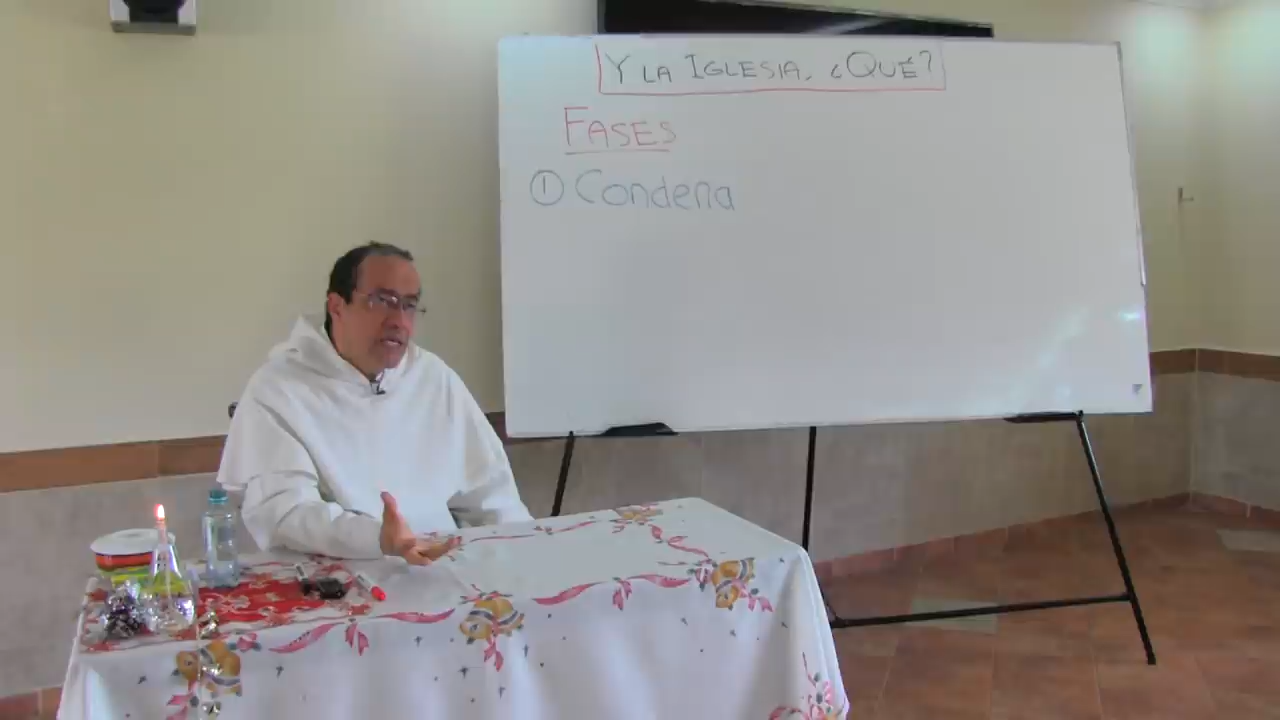 Y LA IGLESIA, ¿QUÉ?
FASES
① Condena